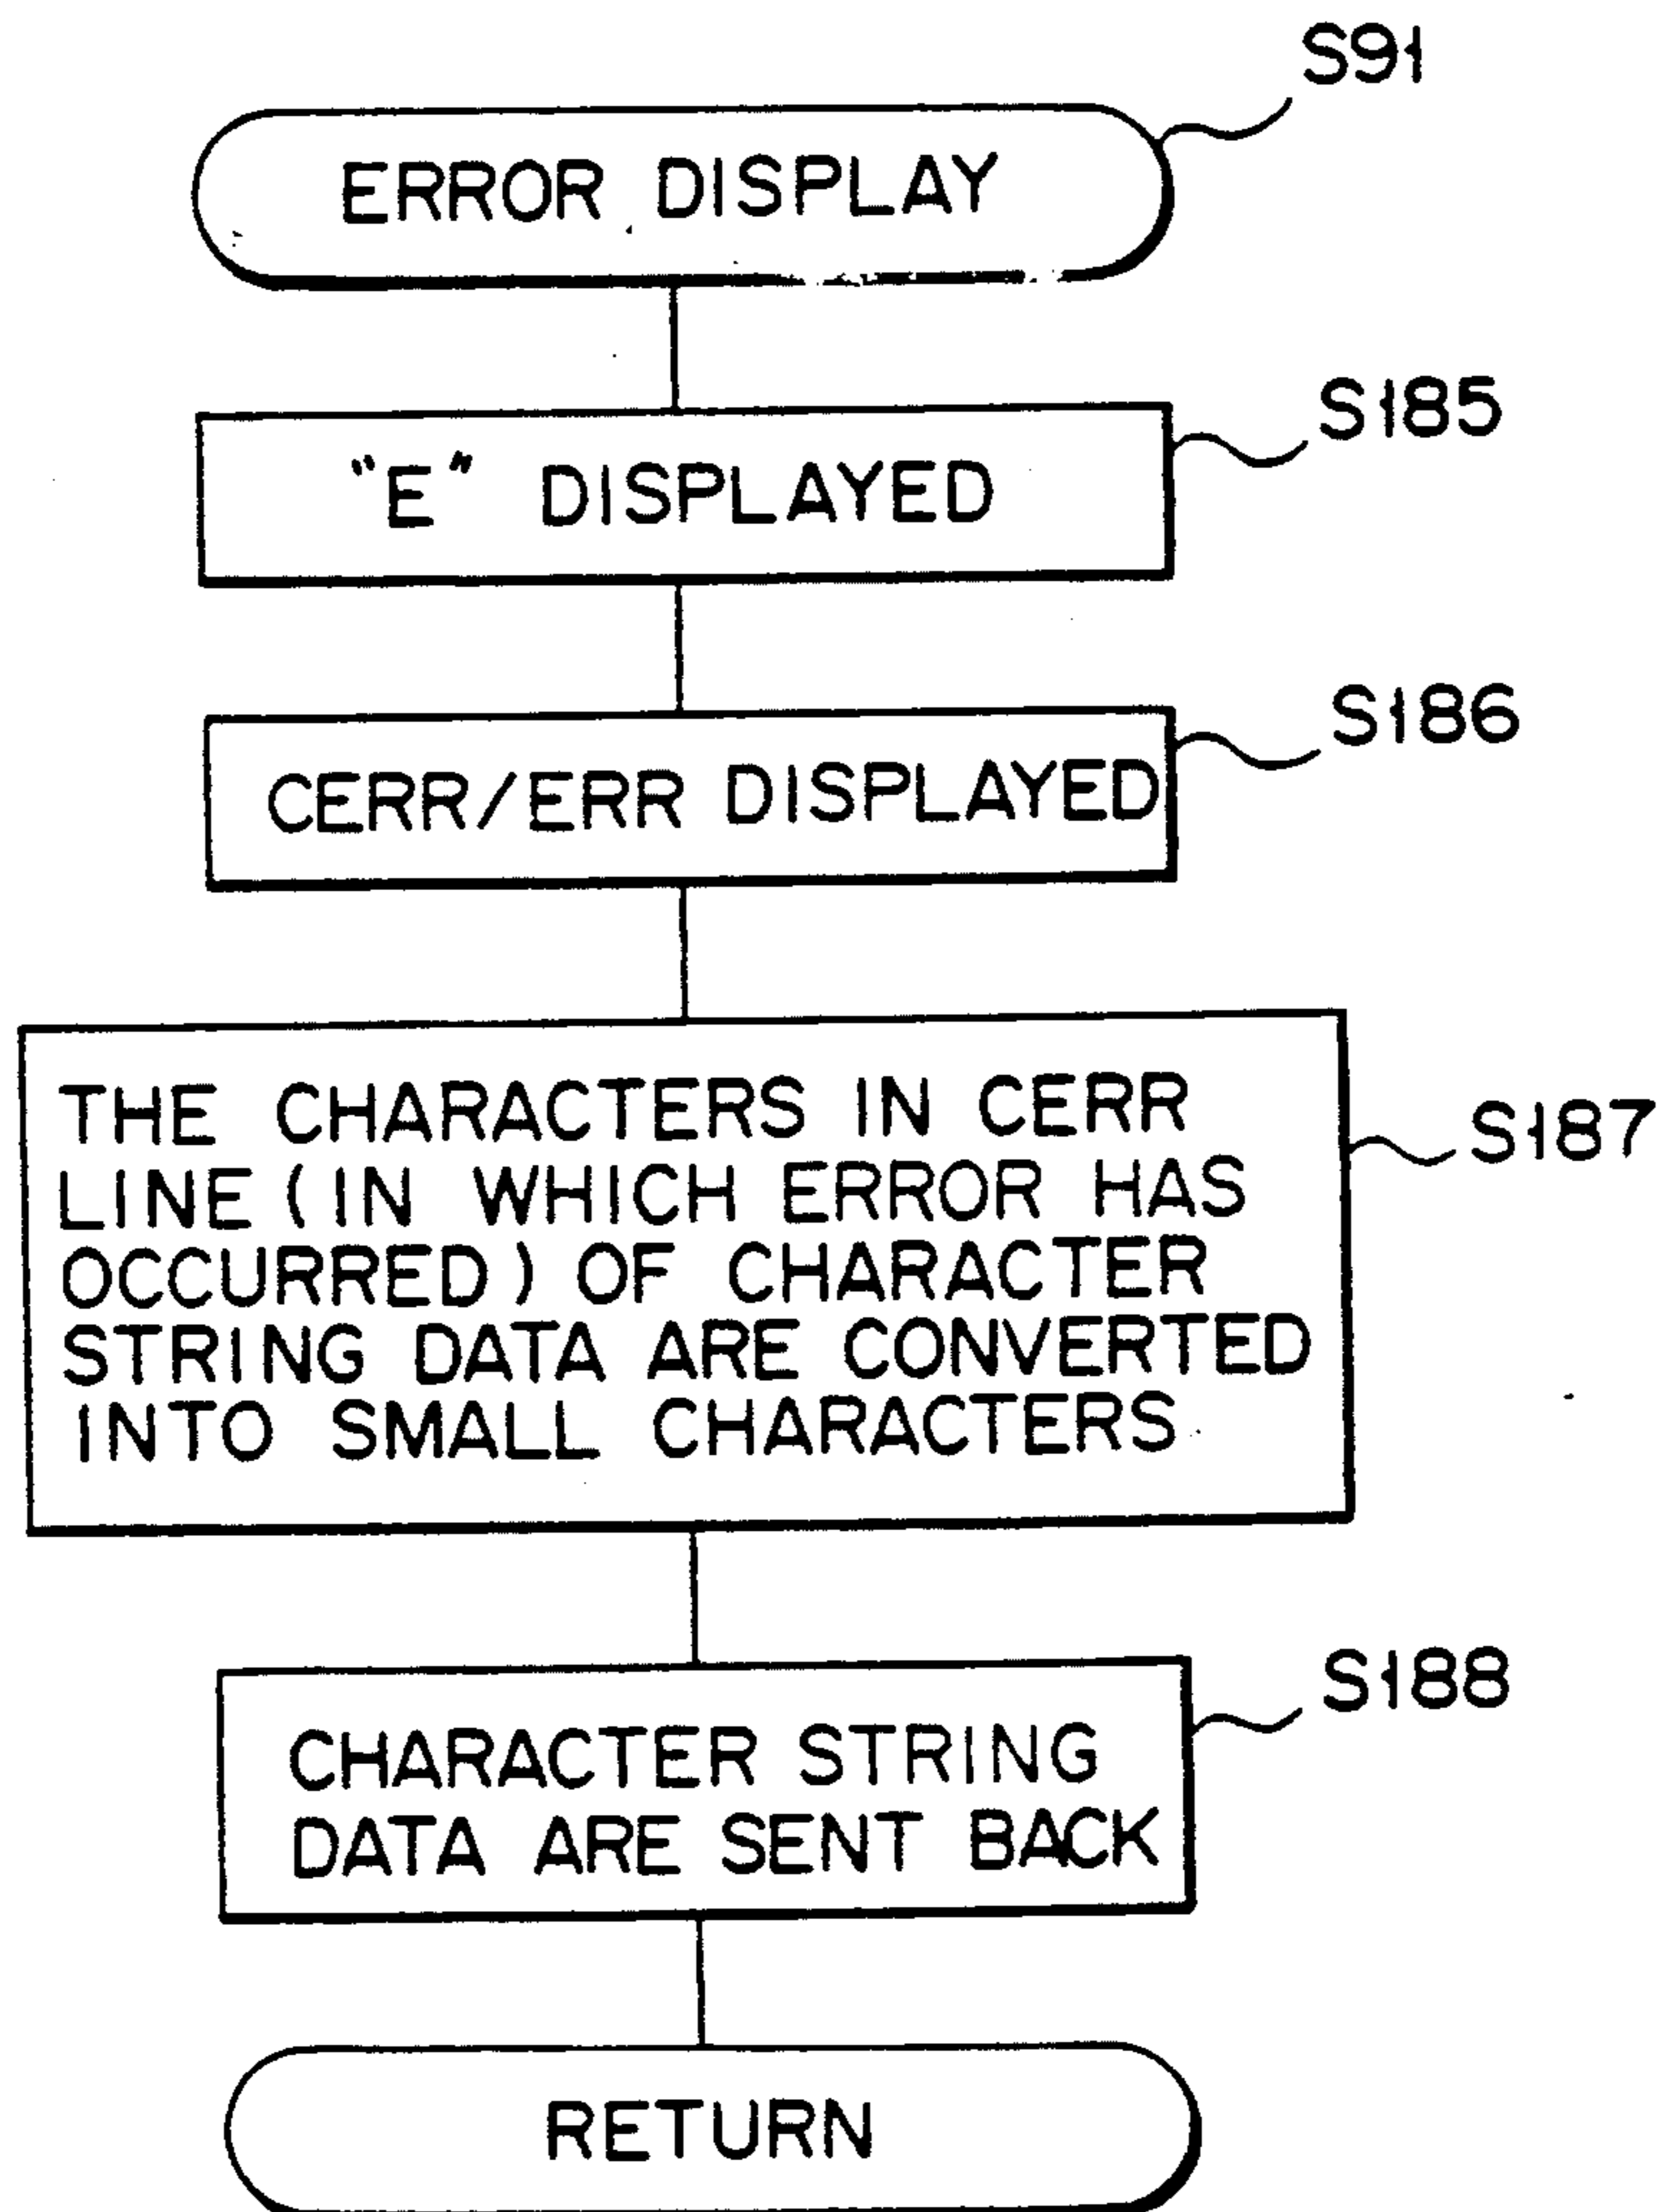 S91
ERROR DISPLAY
S185
"E" DISPLAYED
S186
CERR/ERR DISPLAYED
THE CHARACTERS IN CERR
LINE (IN WHICH ERROR HAS
OCCURRED) OF CHARACTER
STRING DATA ARE CONVERTED
INTO SMALL CHARACTERS
S187
S188
CHARACTER STRING
DATA ARE SENT BACK
RETURN